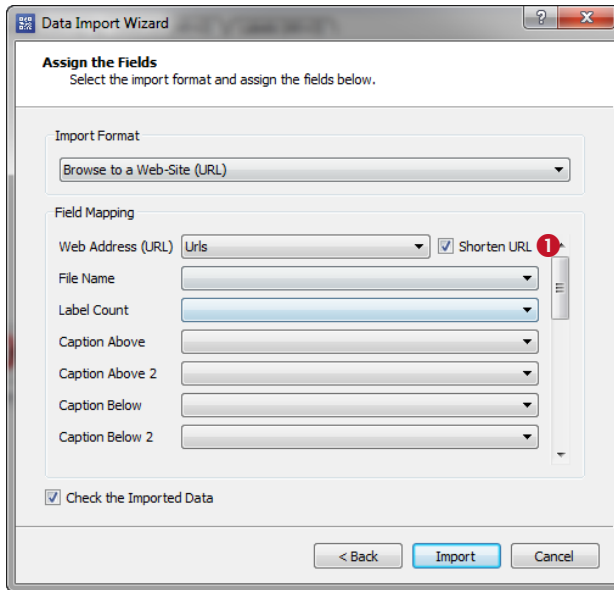 Data Import Wizard
Assign the Fields
Select the import format and assign the fields below.
Import Format
Browse to a Web-Site (URL)
Field Mapping
Web Address (URL) Urls Shorten URL 1
File Name
Label Count
Caption Above
Caption Above 2
Caption Below
Caption Below 2
Check the Imported Data
< Back Import Cancel